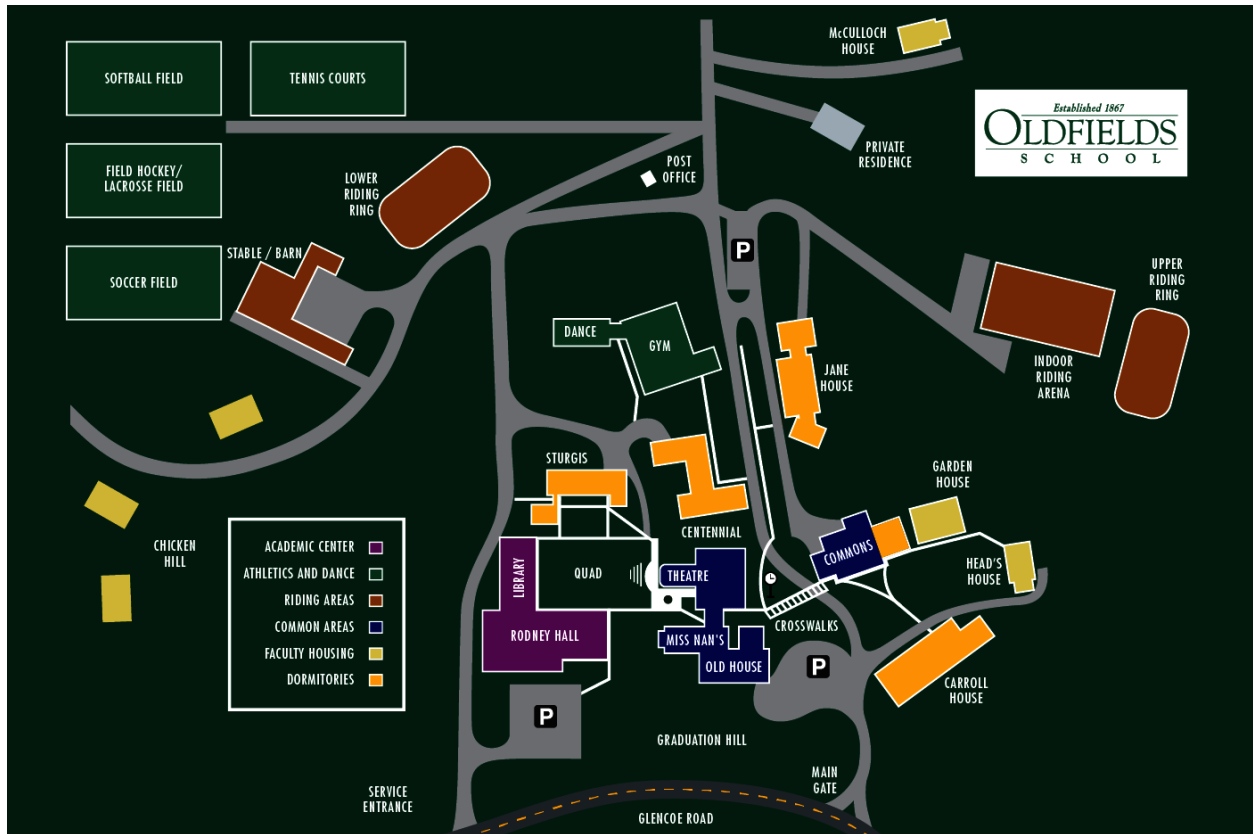 McCULLOCH
HOUSE
SOFTBALL FIELD
TENNIS COURTS
Established 1867
OLDFIELDS
SCHOOL
PRIVATE
RESIDENCE
POST
OFFICE
FIELD HOCKEY/
LACROSSE FIELD
LOWER
RIDING
RING
STABLE / BARN
P
SOCCER FIELD
UPPER
RIDING
RING
DANCE
GYM
JANE
HOUSE
INDOOR
RIDING
ARENA
STURGIS
GARDEN
HOUSE
CENTENNIAL
COMMONS
CHICKEN
HILL
ACADEMIC CENTER
ATHLETICS AND DANCE
RIDING AREAS
COMMON AREAS
FACULTY HOUSING
DORMITORIES
LIBRARY
QUAD
THEATRE
HEAD'S
HOUSE
RODNEY HALL
MISS NAN'S
OLD HOUSE
CROSSWALKS
P
CARROLL
HOUSE
P
GRADUATION HILL
MAIN
GATE
SERVICE
ENTRANCE
GLENCOE ROAD